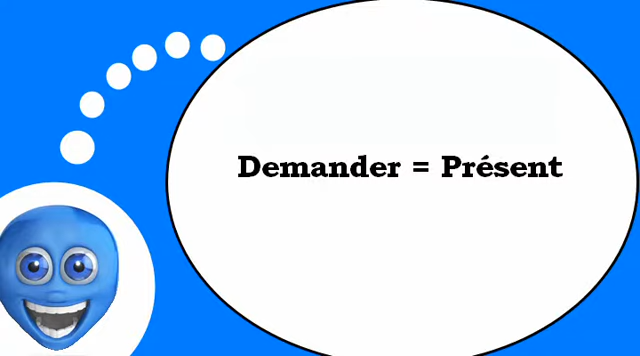 Demander = Présent